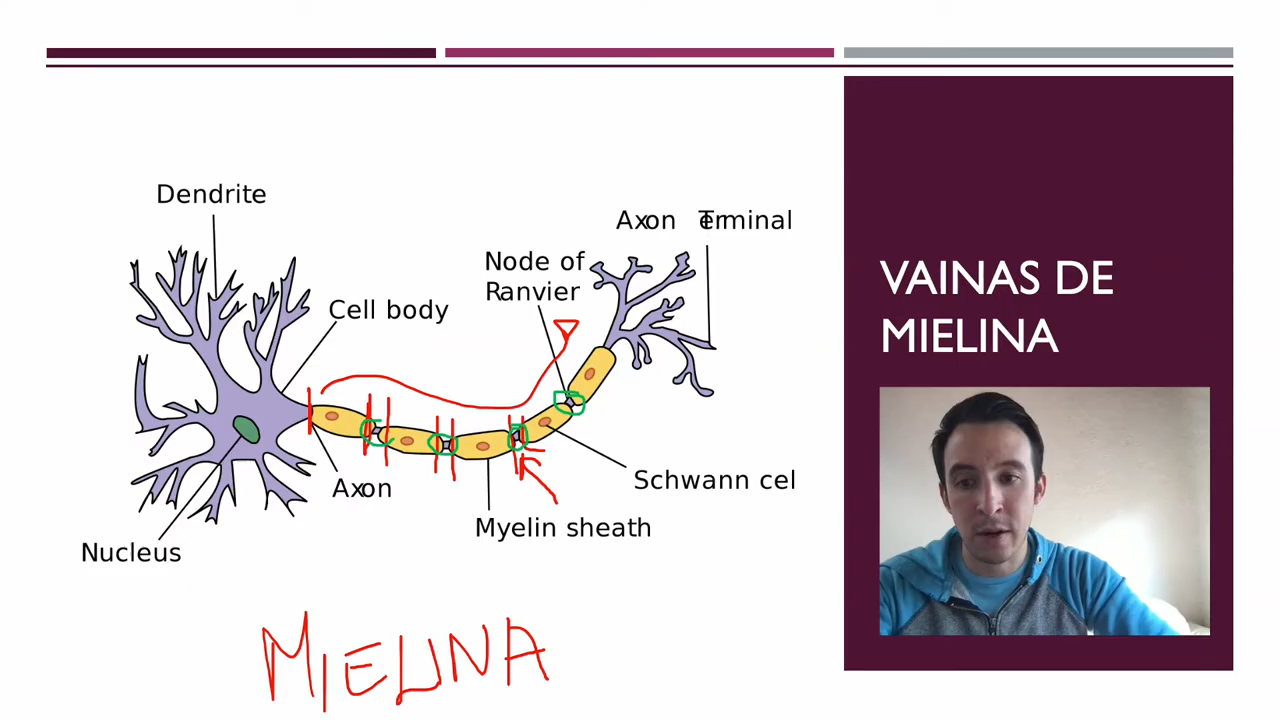 Dendrite
Axon Terminal
Node of
Ranvier
Cell body
Axon
Schwann cel
Myelin sheath
Nucleus
MIELINA
VAINAS DE
MIELINA